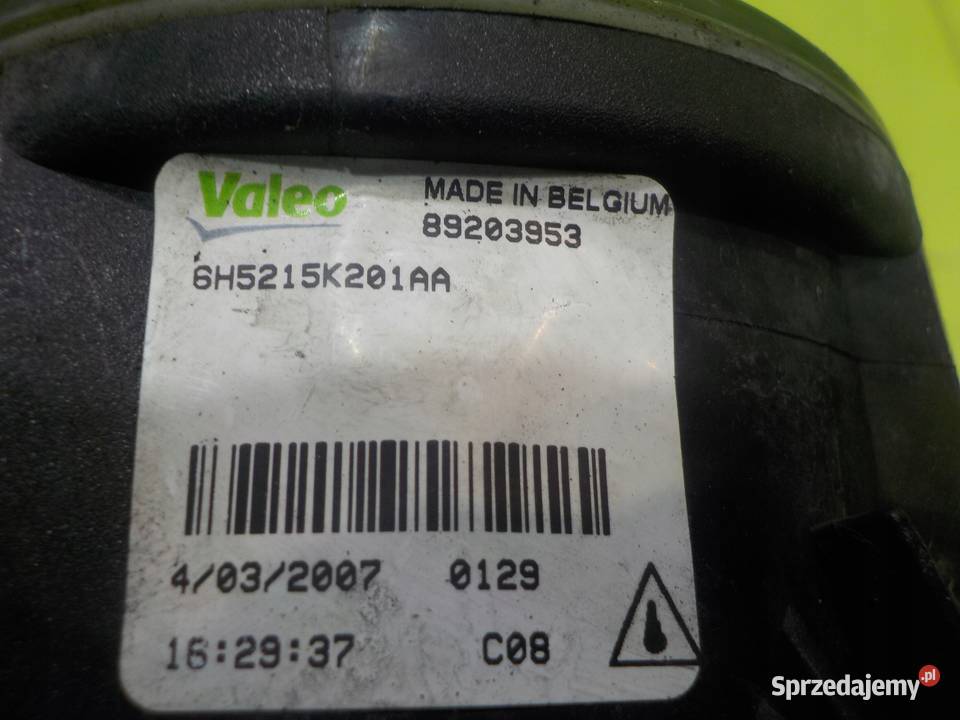 Valeo
MADE IN BELGIUM
89203953
6H5215K201AA
4/03/2007 0129
16:29:37 C08
Sprzedajemy.pl